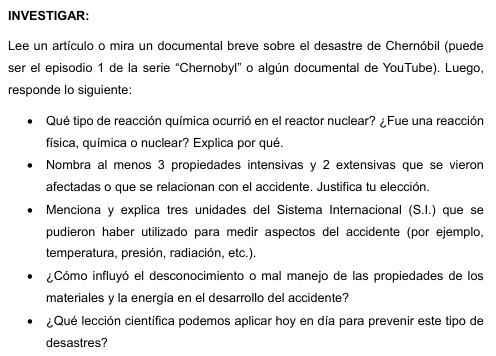 INVESTIGAR:
Lee un artículo o mira un documental breve sobre el desastre de Chernóbil (puede
ser el episodio 1 de la serie “Chernobyl” o algún documental de YouTube). Luego,
responde lo siguiente:
• Qué tipo de reacción química ocurrió en el reactor nuclear? ¿Fue una reacción
física, química o nuclear? Explica por qué.
• Nombra al menos 3 propiedades intensivas y 2 extensivas que se vieron
afectadas o que se relacionan con el accidente. Justifica tu elección.
• Menciona y explica tres unidades del Sistema Internacional (S.I.) que se
pudieron haber utilizado para medir aspectos del accidente (por ejemplo,
temperatura, presión, radiación, etc.).
• ¿Cómo influyó el desconocimiento o mal manejo de las propiedades de los
materiales y la energía en el desarrollo del accidente?
• ¿Qué lección científica podemos aplicar hoy en día para prevenir este tipo de
desastres?